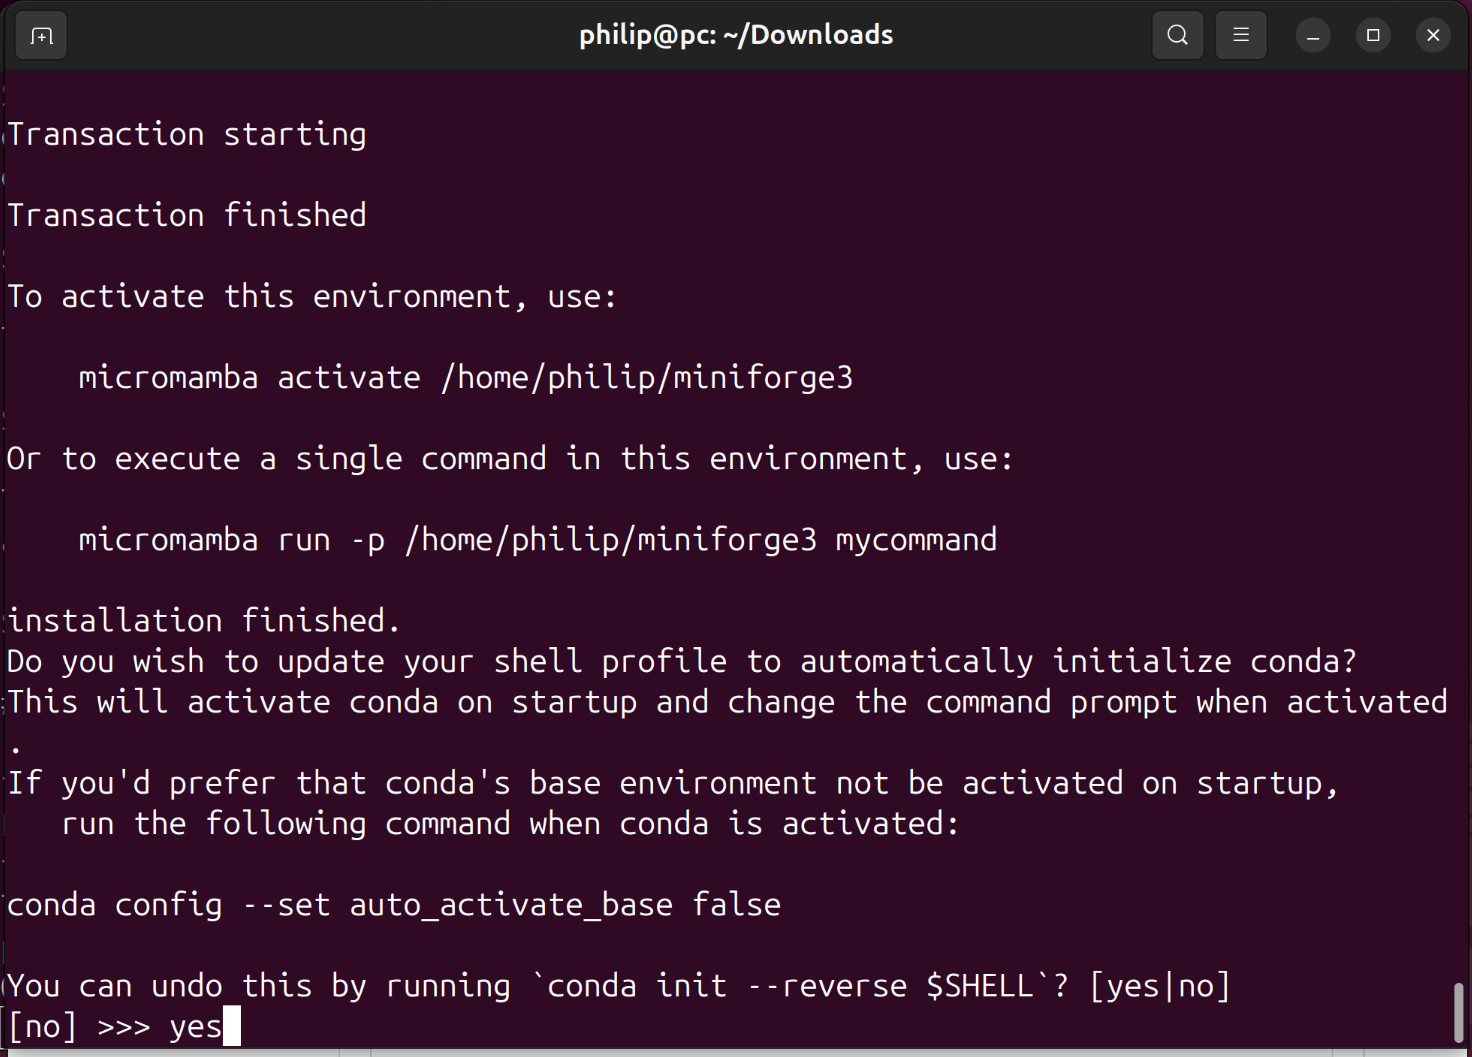 philip@pc: ~/Downloads
Transaction starting
Transaction finished
To activate this environment, use:
micromamba activate /home/philip/miniforge3
Or to execute a single command in this environment, use:
micromamba run -p /home/philip/miniforge3 mycommand
installation finished.
Do you wish to update your shell profile to automatically initialize conda?
This will activate conda on startup and change the command prompt when activated
.
If you'd prefer that conda's base environment not be activated on startup,
run the following command when conda is activated:
conda config --set auto_activate_base false
You can undo this by running `conda init --reverse $SHELL`? [yes|no]
[no] >>> yes